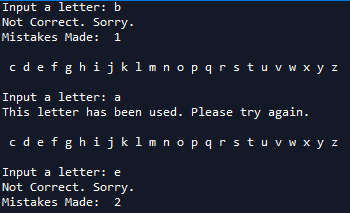 Input a letter: b
Not Correct. Sorry.
Mistakes Made:  1
c d e f g h i j k l m n o p q r s t u v w x y z
Input a letter: a
This letter has been used. Please try again.
c d e f g h i j k l m n o p q r s t u v w x y z
Input a letter: e
Not Correct. Sorry.
Mistakes Made:  2